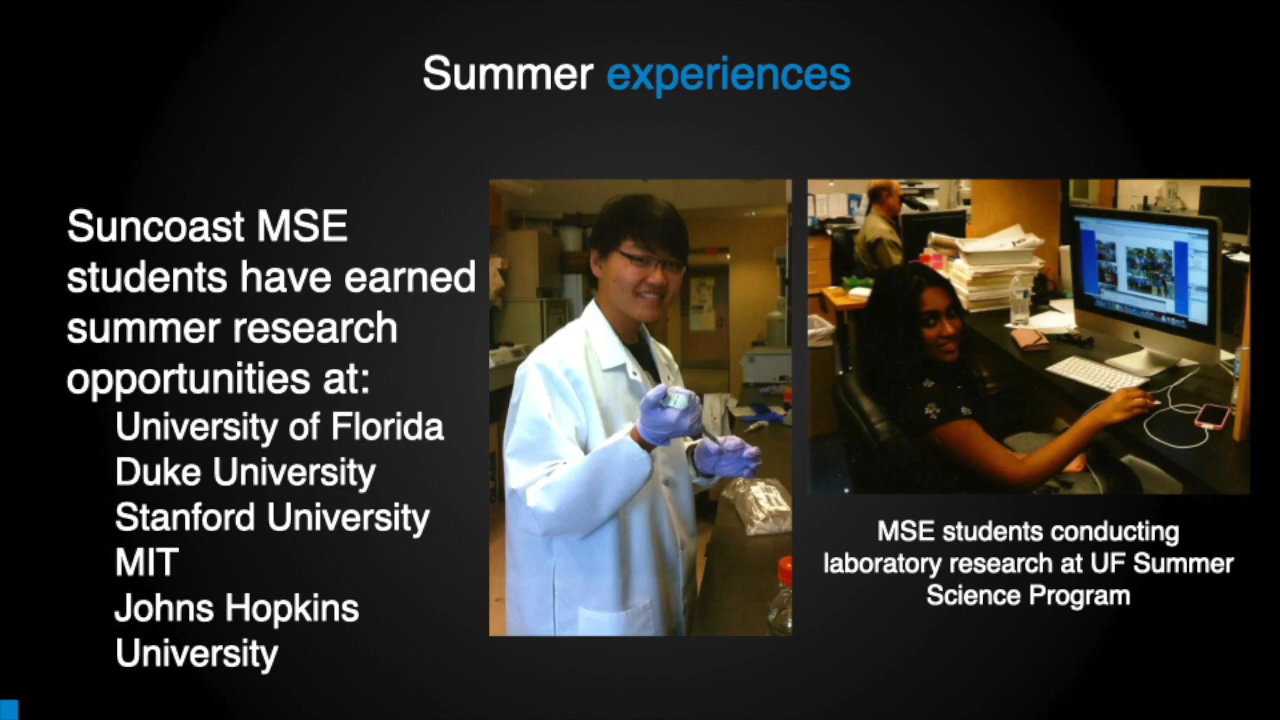 Summer experiences
Suncoast MSE
students have earned
summer research
opportunities at:
University of Florida
Duke University
Stanford University
MIT
Johns Hopkins
University
MSE students conducting
laboratory research at UF Summer
Science Program